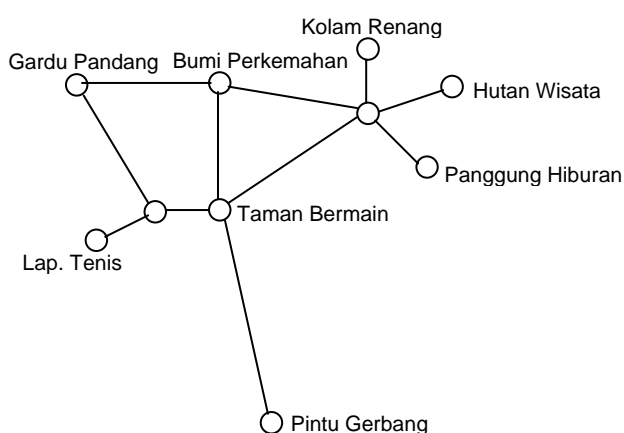 Kolam Renang
Gardu Pandang
Bumi Perkemahan
Hutan Wisata
Panggung Hiburan
Taman Bermain
Lap. Tenis
Pintu Gerbang